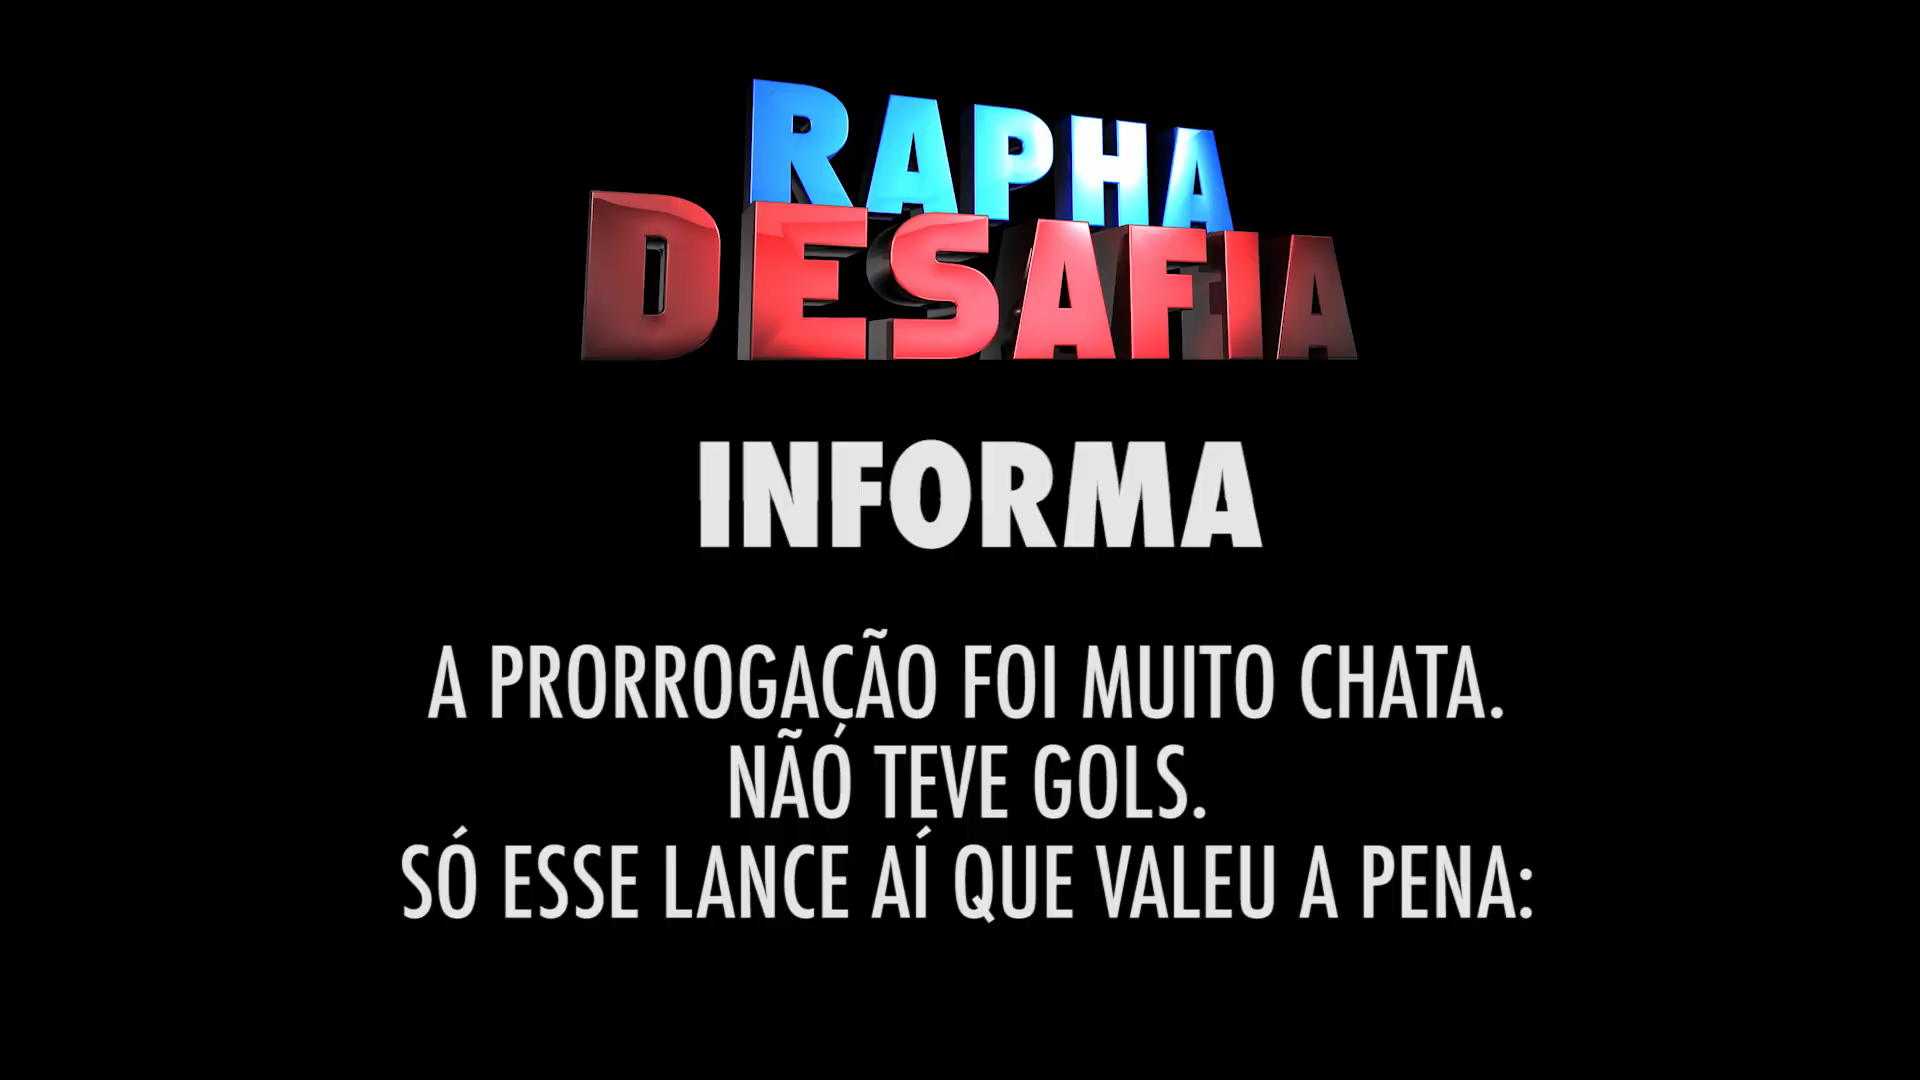 RAPHA
DESAFIA
INFORMA
A PRORROGAÇÃO FOI MUITO CHATA.
NÃO TEVE GOLS.
SÓ ESSE LANCE AÍ QUE VALEU A PENA: